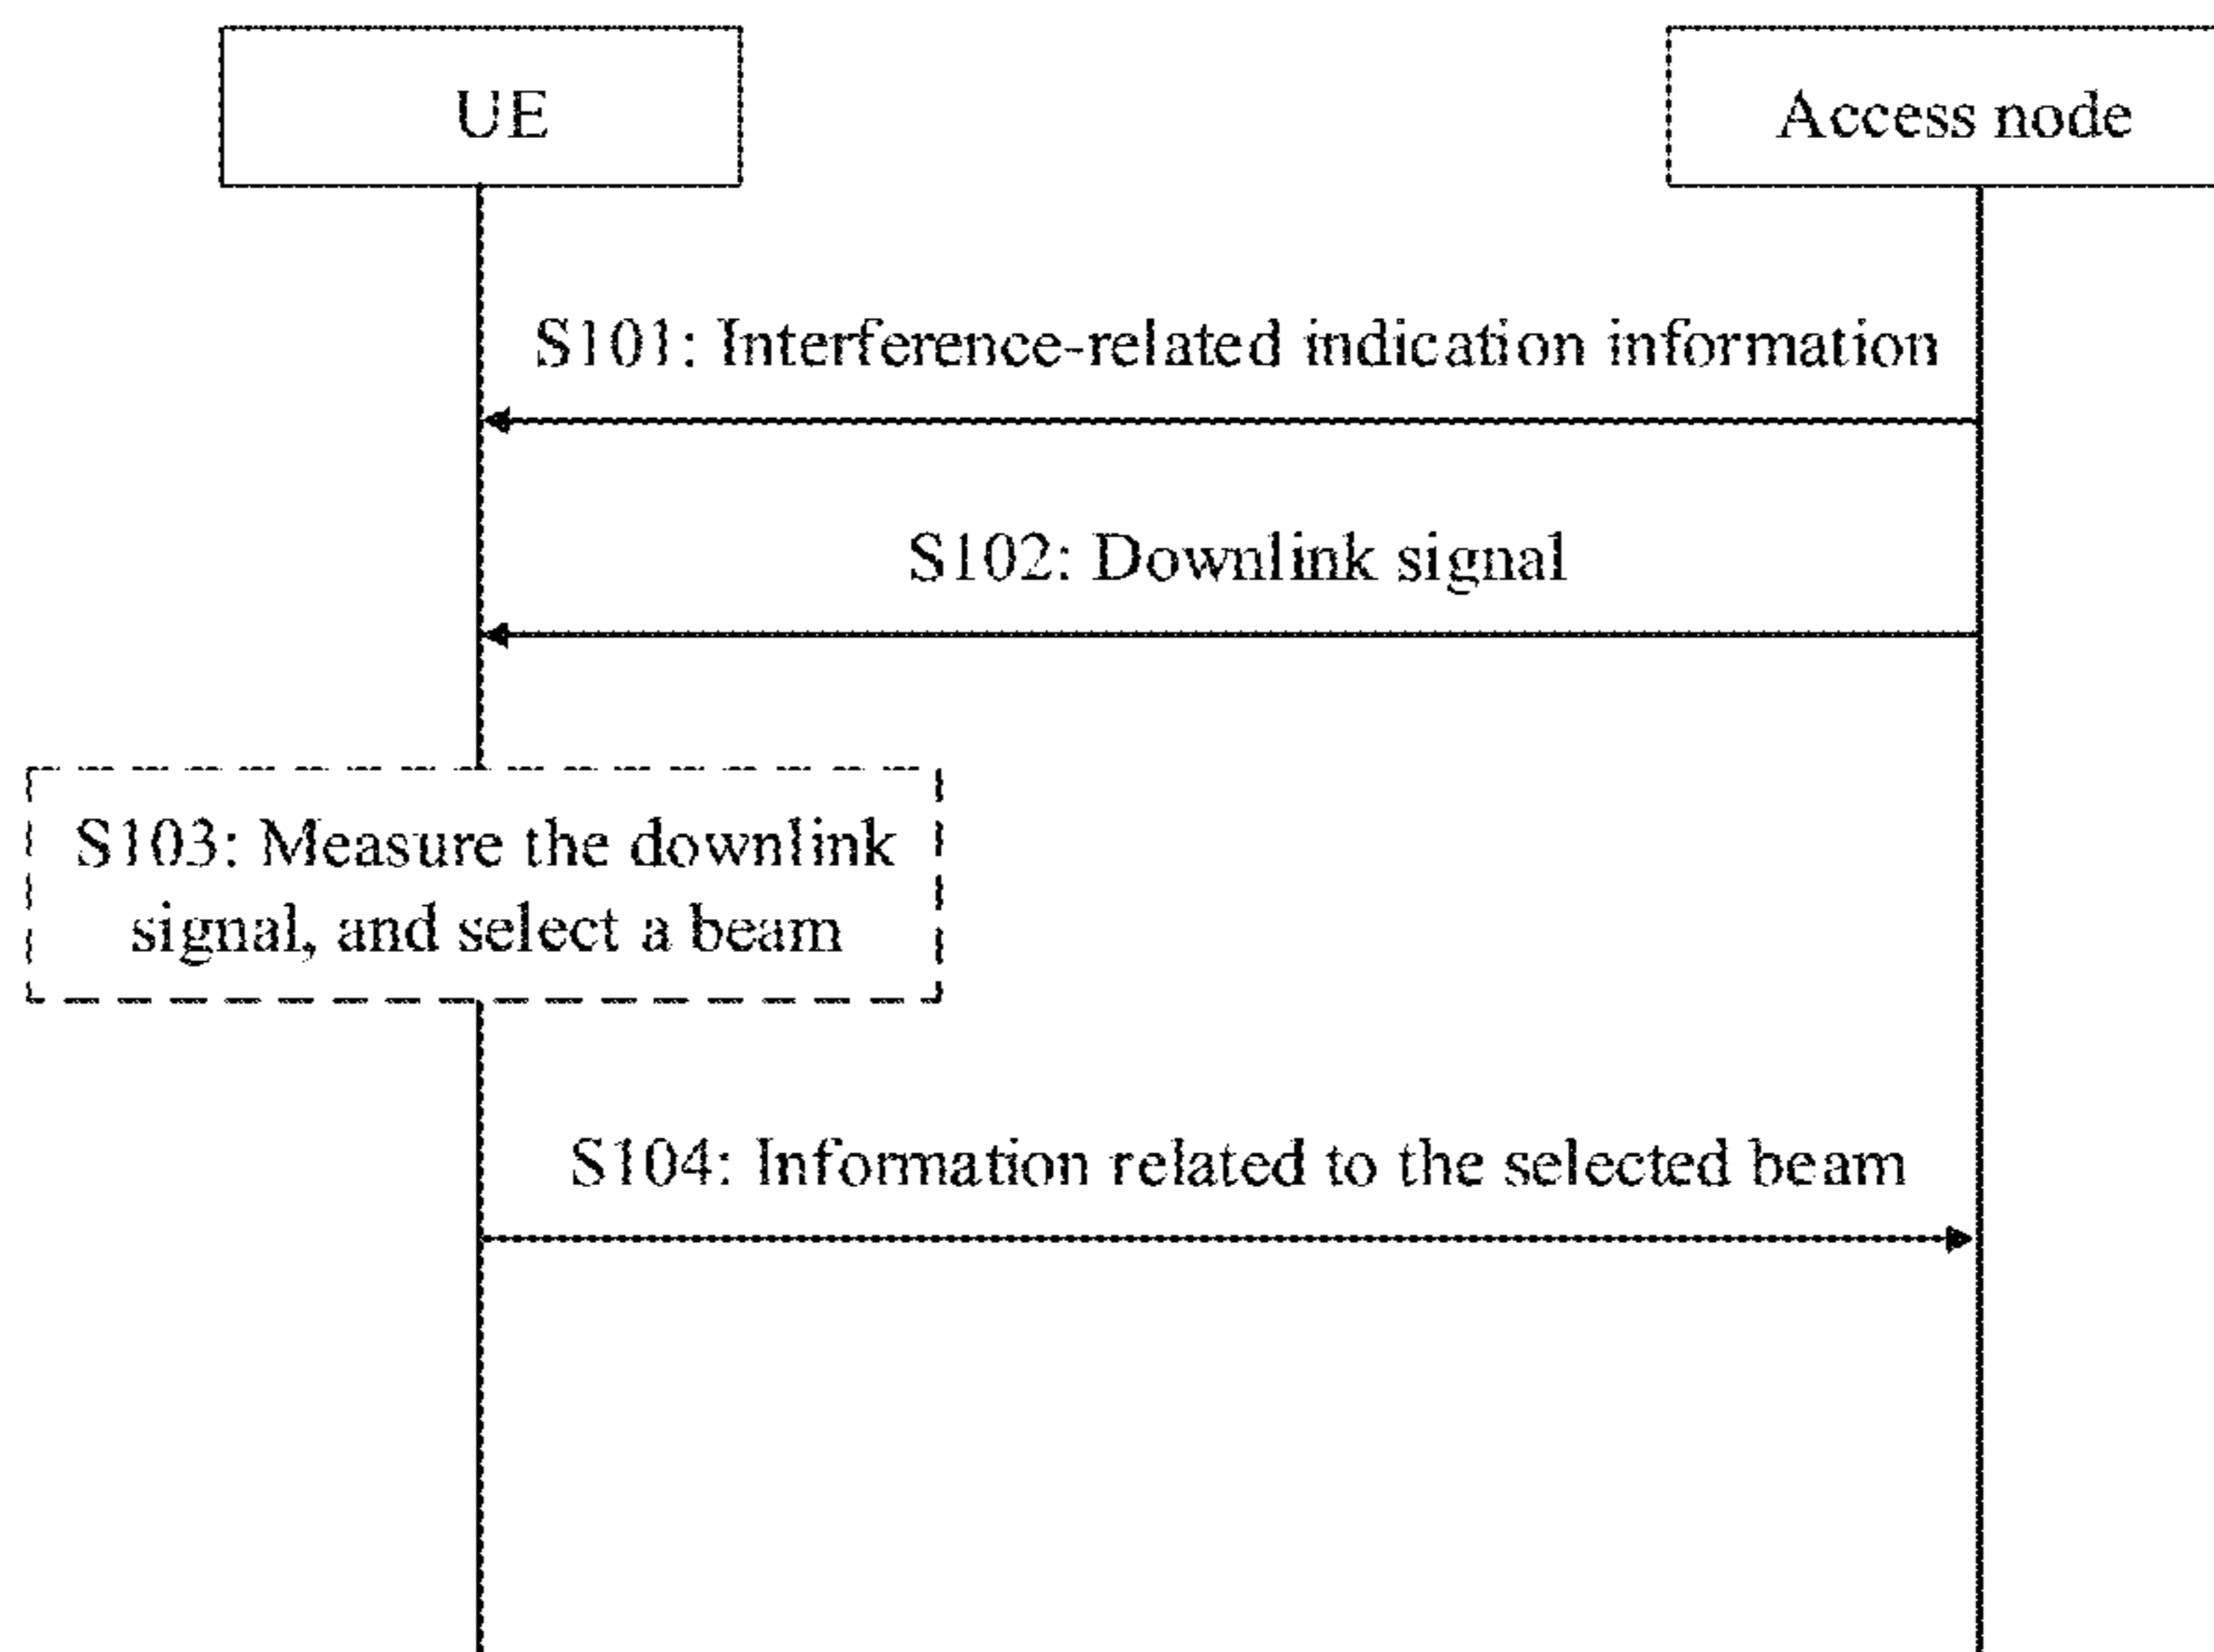 UE
Access node
S101: Interference-related indication information
S102: Downlink signal
S103: Measure the downlink
signal, and select a beam
S104: Information related to the selected beam